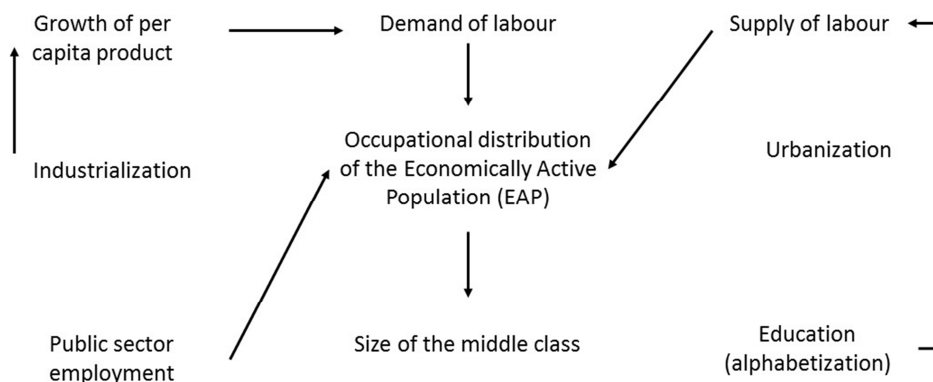 Growth of per
capita product
Demand of labour
Supply of labour
Industrialization
Occupational distribution
of the Economically Active
Population (EAP)
Urbanization
Public sector
employment
Size of the middle class
Education
(alphabetization)